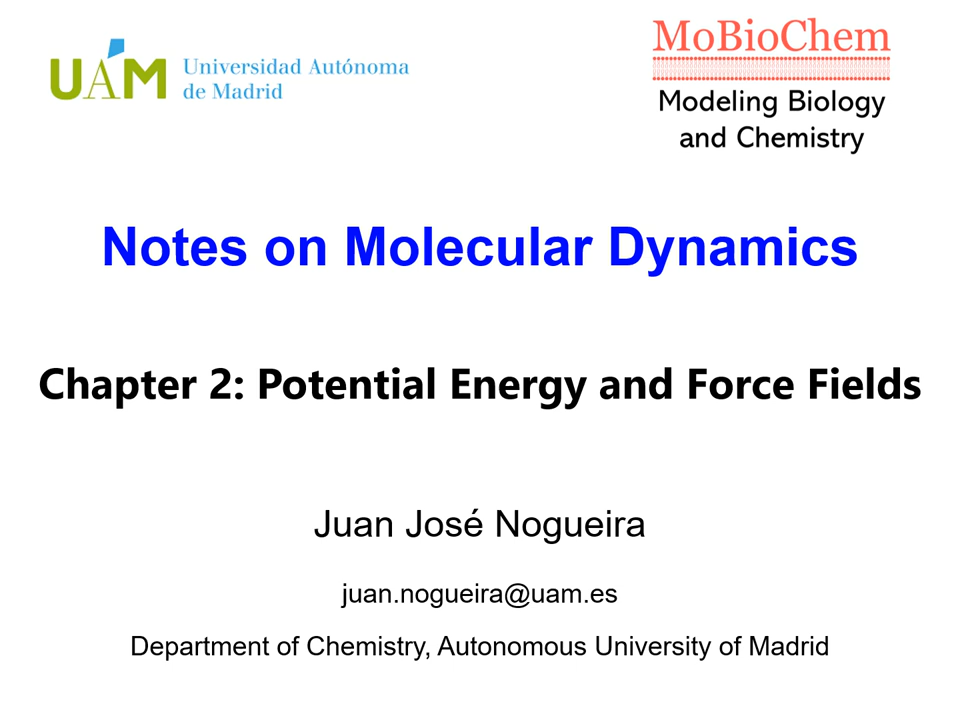 UAM Universidad Autónoma
de Madrid
MoBioChem
Modeling Biology
and Chemistry
Notes on Molecular Dynamics
Chapter 2: Potential Energy and Force Fields
Juan José Nogueira
juan.nogueira@uam.es
Department of Chemistry, Autonomous University of Madrid